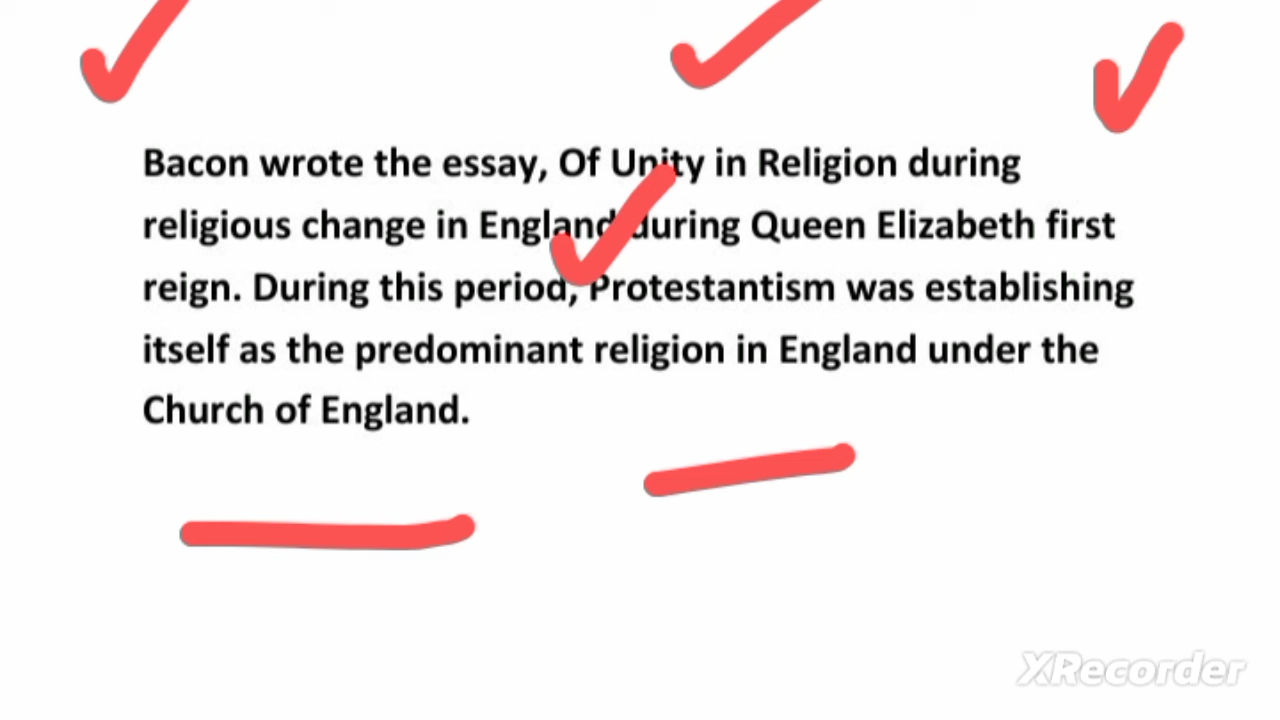 Bacon wrote the essay, Of Unity in Religion during
religious change in England during Queen Elizabeth first
reign. During this period, Protestantism was establishing
itself as the predominant religion in England under the
Church of England.
XRecorder